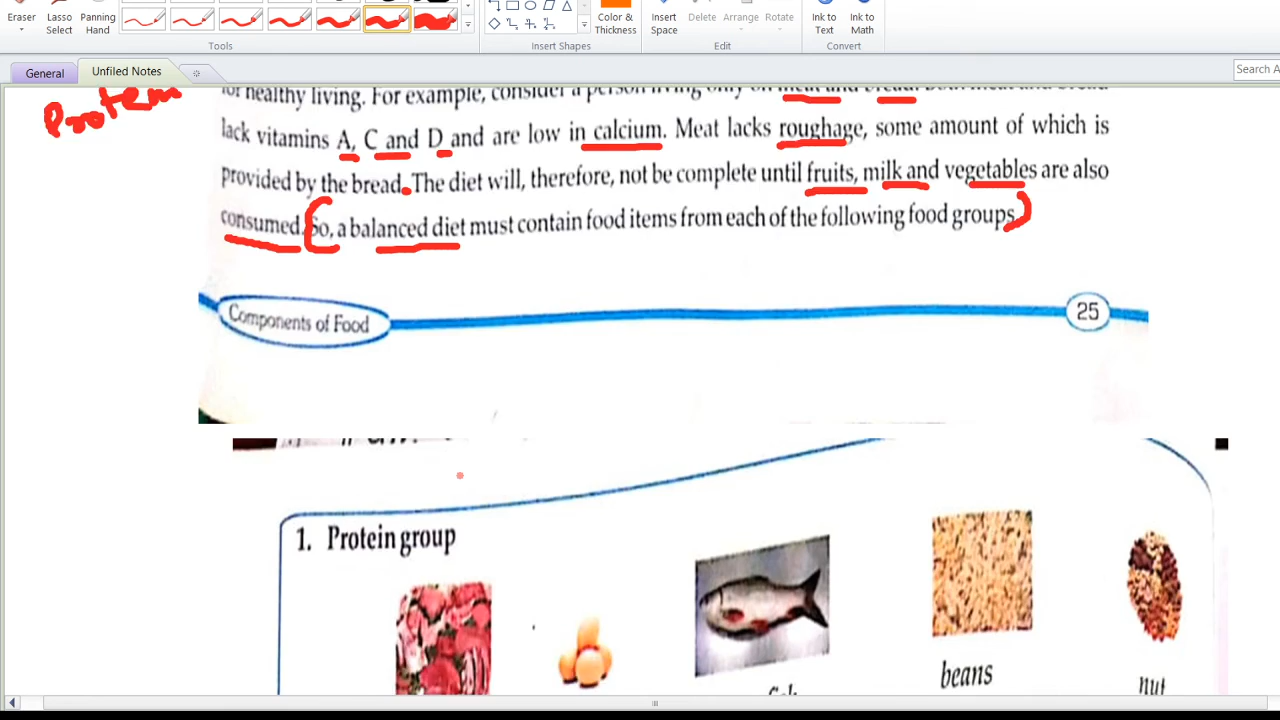 Eraser
Lasso Select
Panning Hand
Color & Thickness
Insert Space
Delete
Arrange
Rotate
Ink to Text
Ink to Math
Tools
Insert Shapes
Edit
Convert
General
Unfiled Notes
Search A
Protein
for healthy living. For example, consider a person living only on meat and bread. Both meat and bread
lack vitamins A, C and D and are low in calcium. Meat lacks roughage, some amount of which is
provided by the bread. The diet will, therefore, not be complete until fruits, milk and vegetables are also
consumed. So, a balanced diet must contain food items from each of the following food groups.
Components of Food
25
1. Protein group
beans
nut